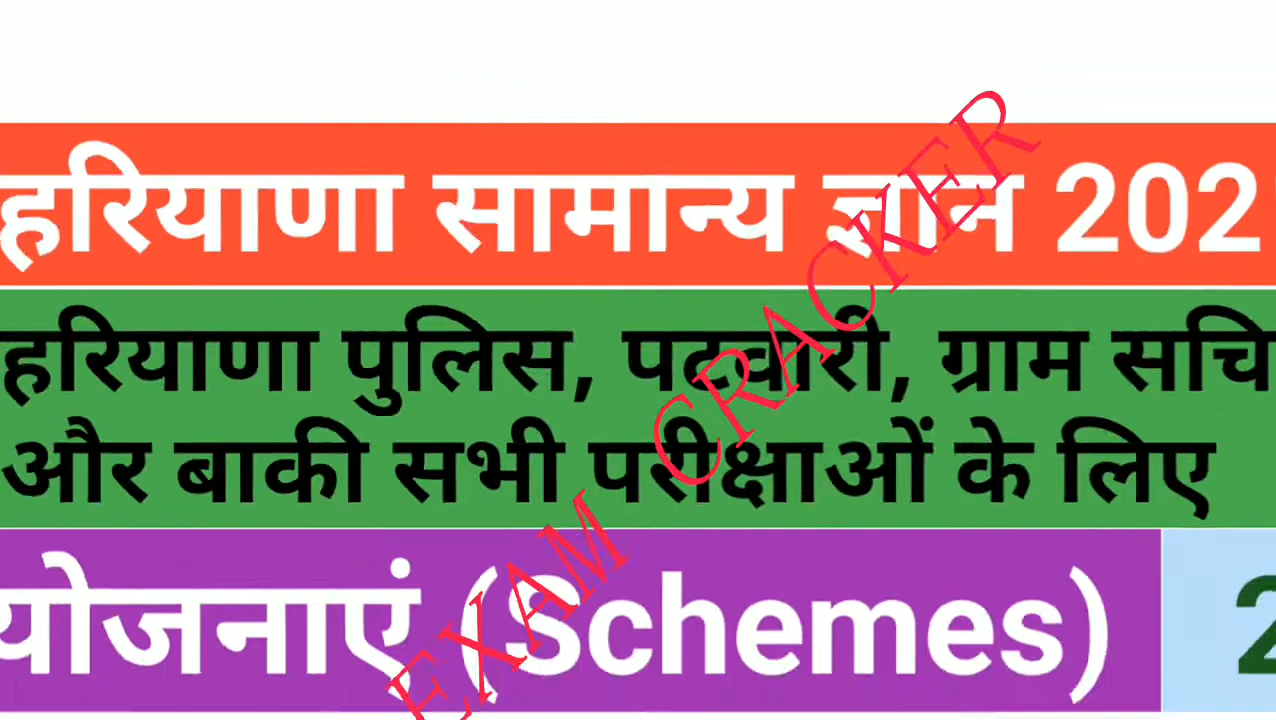 हरियाणा सामान्य ज्ञान 202
हरियाणा पुलिस, पटवारी, ग्राम सचि
और बाकी सभी परीक्षाओं के लिए
योजनाएं (Schemes) 2
EXAM CRACKER